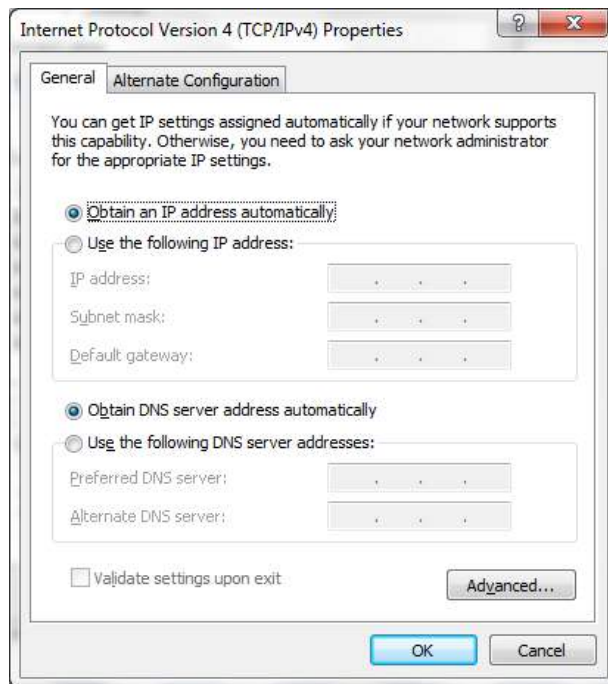 Internet Protocol Version 4 (TCP/IPv4) Properties
General
Alternate Configuration
You can get IP settings assigned automatically if your network supports
this capability. Otherwise, you need to ask your network administrator
for the appropriate IP settings.
Obtain an IP address automatically
Use the following IP address:
IP address:
Subnet mask:
Default gateway:
Obtain DNS server address automatically
Use the following DNS server addresses:
Preferred DNS server:
Alternate DNS server:
Validate settings upon exit
Advanced...
OK
Cancel